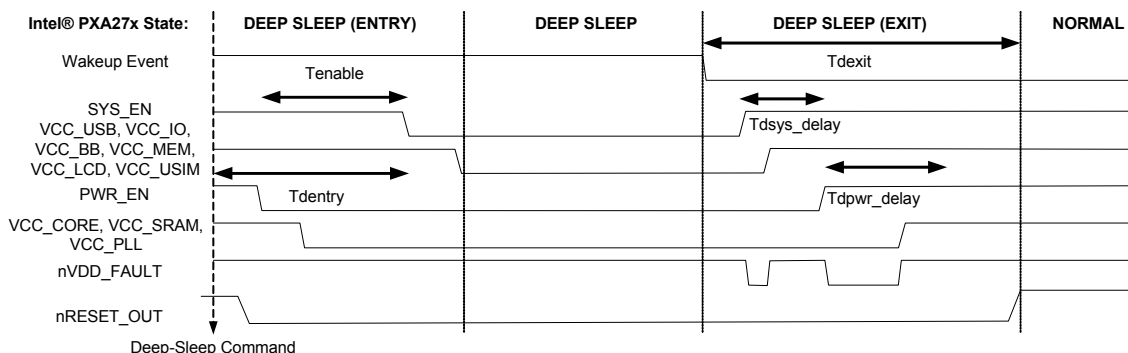 Intel® PXA27x State: DEEP SLEEP (ENTRY) DEEP SLEEP DEEP SLEEP (EXIT) NORMAL
Wakeup Event
Tenable
Tdexit
SYS_EN
VCC_USB, VCC_IO,
VCC_BB, VCC_MEM,
VCC_LCD, VCC_USIM
Tdsys_delay
PWR_EN
Tdentry
Tdpwr_delay
VCC_CORE, VCC_SRAM,
VCC_PLL
nVDD_FAULT
nRESET_OUT
Deep-Sleep Command